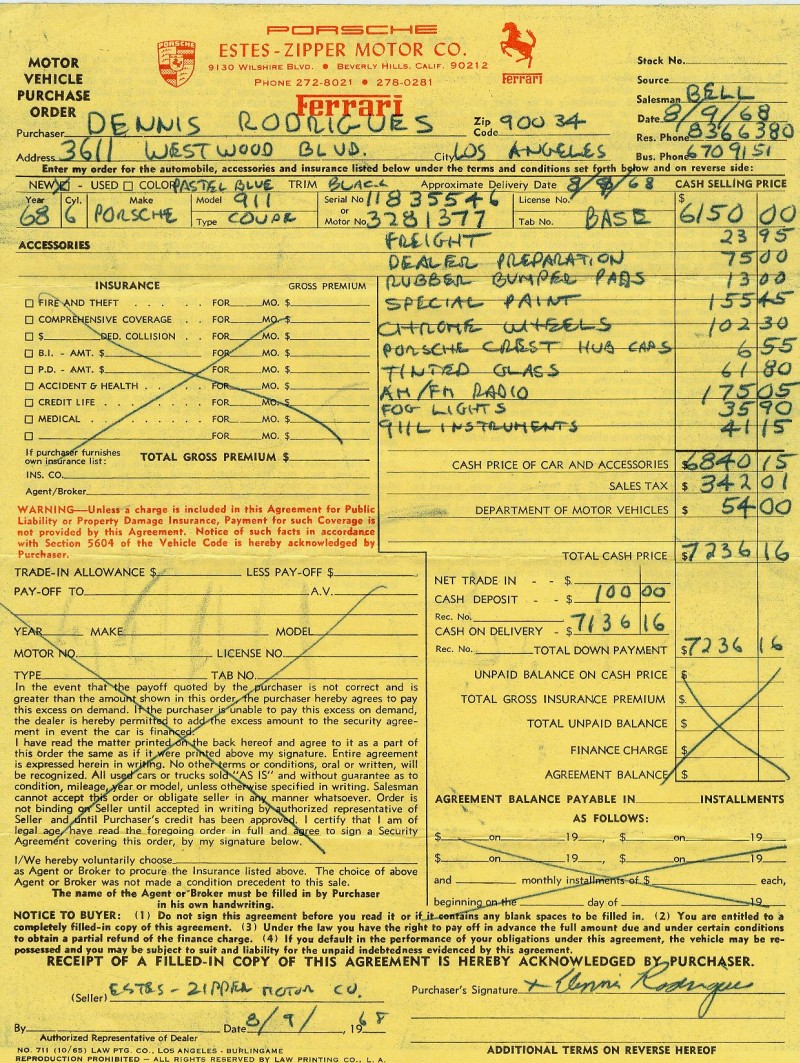 PORSCHE
ESTES - ZIPPER MOTOR CO.
9130 WILSHIRE BLVD. • BEVERLY HILLS, CALIF. 90212
PHONE 272-8021 • 278-0281
Ferrari
PORSCHE
Ferrari
MOTOR
VEHICLE
PURCHASE
ORDER
Stock No.
Source
Salesman BELL
Date 8/9/68
Purchaser DENNIS RODRIGUES Zip Code 90034 Res. Phone 8366380
Address 3611 WESTWOOD BLVD. City LOS ANGELES Bus. Phone 6709151
Enter my order for the automobile, accessories and insurance listed below under the terms and conditions set forth below and on reverse side:
NEW - USED COLOR PASTEL BLUE TRIM BLACK Approximate Delivery Date 8/9/68 CASH SELLING PRICE
Year 68 Cyl. 6 Make PORSCHE Model 911 Type COUPE Serial No. 11835546 or Motor No. 3281377 License No. Tab No. BASE $ 6150 00
ACCESSORIES
FREIGHT 23 95
DEALER PREPARATION 75 00
RUBBER BUMPER PADS 13 00
SPECIAL PAINT 155 45
CHROME WHEELS 102 30
PORSCHE CREST HUB CAPS 6 55
TINTED GLASS 61 80
AM/FM RADIO 175 05
FOG LIGHTS 35 90
911L INSTRUMENTS 41 15
INSURANCE GROSS PREMIUM
FIRE AND THEFT . . . . . . FOR MO. $
COMPREHENSIVE COVERAGE . . FOR MO. $
$ DED. COLLISION . . FOR MO. $
B.I. - AMT. $ FOR MO. $
P.D. - AMT. $ FOR MO. $
ACCIDENT & HEALTH . . . . . FOR MO. $
CREDIT LIFE . . . . . . . FOR MO. $
MEDICAL . . . . . . . . FOR MO. $
FOR MO. $
If purchaser furnishes
own insurance list: TOTAL GROSS PREMIUM $
INS. CO.
Agent/Broker
CASH PRICE OF CAR AND ACCESSORIES $ 6840 15
SALES TAX $ 342 01
DEPARTMENT OF MOTOR VEHICLES $ 54 00
TOTAL CASH PRICE $ 7236 16
WARNING—Unless a charge is included in this Agreement for Public
Liability or Property Damage Insurance, Payment for such Coverage is
not provided by this Agreement. Notice of such facts in accordance
with Section 5604 of the Vehicle Code is hereby acknowledged by
Purchaser.
TRADE-IN ALLOWANCE $ LESS PAY-OFF $
PAY-OFF TO A.V.
YEAR MAKE MODEL
MOTOR NO. LICENSE NO.
TYPE TAB NO.
NET TRADE IN - - $
CASH DEPOSIT - - $ 100 00
Rec. No.
CASH ON DELIVERY - $ 7136 16
Rec. No. TOTAL DOWN PAYMENT $ 7236 16
UNPAID BALANCE ON CASH PRICE $
TOTAL GROSS INSURANCE PREMIUM $
TOTAL UNPAID BALANCE $
FINANCE CHARGE $
AGREEMENT BALANCE $
In the event that the payoff quoted by the purchaser is not correct and is
greater than the amount shown in this order, the purchaser hereby agrees to pay
this excess on demand. If the purchaser is unable to pay this excess on demand,
the dealer is hereby permitted to add the excess amount to the security agree-
ment in event the car is financed.
I have read the matter printed on the back hereof and agree to it as a part of
this order the same as if it were printed above my signature. Entire agreement
is expressed herein in writing. No other terms or conditions, oral or written, will
be recognized. All used cars or trucks sold "AS IS" and without guarantee as to
condition, mileage, year or model, unless otherwise specified in writing. Salesman
cannot accept this order or obligate seller in any manner whatsoever. Order is
not binding on Seller until accepted in writing by authorized representative of
Seller and until Purchaser's credit has been approved. I certify that I am of
legal age, have read the foregoing order in full and agree to sign a Security
Agreement covering this order, by my signature below.
AGREEMENT BALANCE PAYABLE IN INSTALLMENTS
AS FOLLOWS:
$ on 19 , $ on 19
$ on 19 , $ on 19
and monthly installments of $ each,
beginning on the day of 19 .
I/We hereby voluntarily choose
as Agent or Broker to procure the Insurance listed above. The choice of above
Agent or Broker was not made a condition precedent to this sale.
The name of the Agent or Broker must be filled in by Purchaser
in his own handwriting.
NOTICE TO BUYER: (1) Do not sign this agreement before you read it or if it contains any blank spaces to be filled in. (2) You are entitled to a
completely filled-in copy of this agreement. (3) Under the law you have the right to pay off in advance the full amount due and under certain conditions
to obtain a partial refund of the finance charge. (4) If you default in the performance of your obligations under this agreement, the vehicle may be re-
possessed and you may be subject to suit and liability for the unpaid indebtedness evidenced by this agreement.
RECEIPT OF A FILLED-IN COPY OF THIS AGREEMENT IS HEREBY ACKNOWLEDGED BY PURCHASER.
(Seller) ESTES - ZIPPER MOTOR CO. Purchaser's Signature x Dennis Rodrigues
By Date 8/9/, 1968
Authorized Representative of Dealer
NO. 711 (10/65) LAW PTG. CO., LOS ANGELES - BURLINGAME
REPRODUCTION PROHIBITED — ALL RIGHTS RESERVED BY LAW PRINTING CO., L. A.
ADDITIONAL TERMS ON REVERSE HEREOF